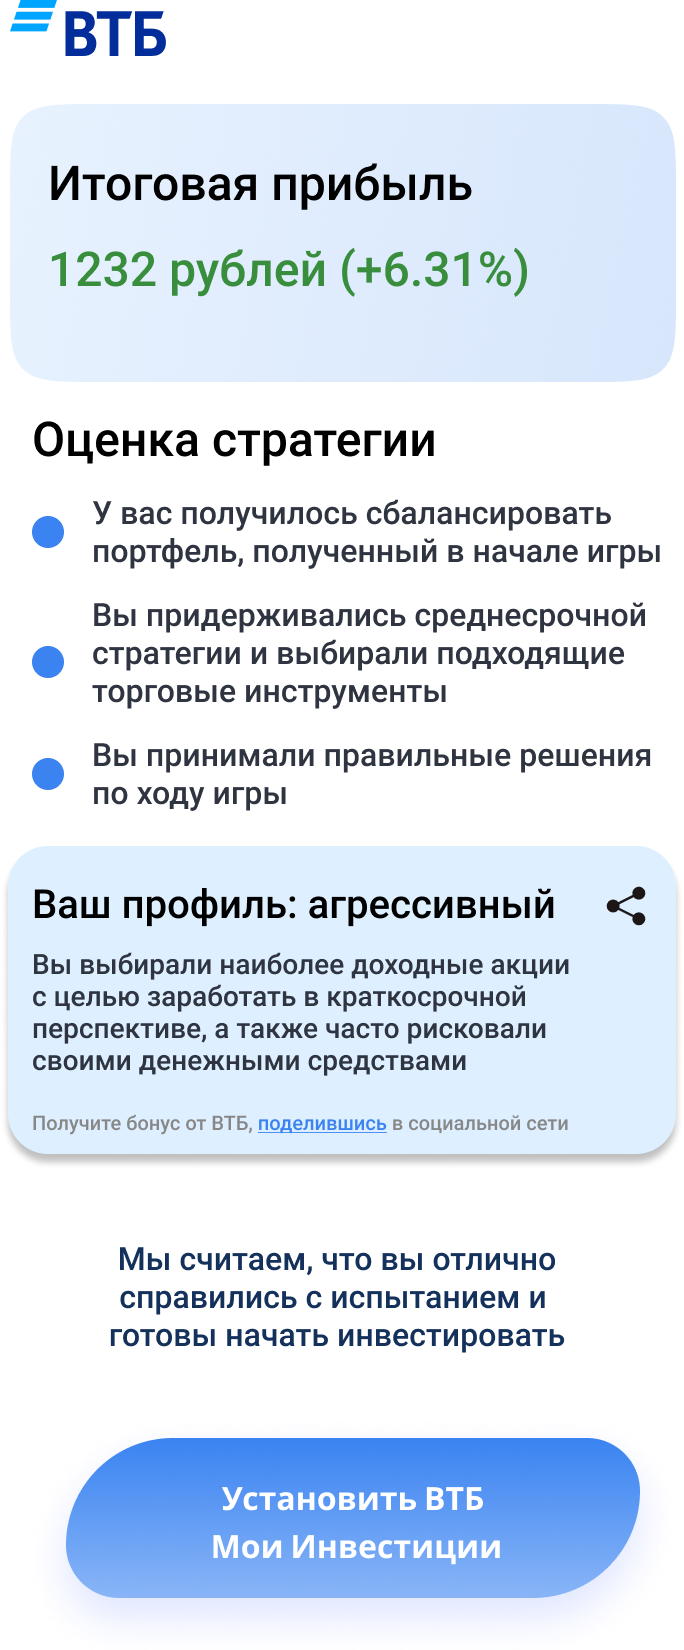 ВТБ
Итоговая прибыль
1232 рублей (+6.31%)
Оценка стратегии
У вас получилось сбалансировать
портфель, полученный в начале игры
Вы придерживались среднесрочной
стратегии и выбирали подходящие
торговые инструменты
Вы принимали правильные решения
по ходу игры
Ваш профиль: агрессивный
Вы выбирали наиболее доходные акции
с целью заработать в краткосрочной
перспективе, а также часто рисковали
своими денежными средствами
Получите бонус от ВТБ, поделившись в социальной сети
Мы считаем, что вы отлично
справились с испытанием и
готовы начать инвестировать
Установить ВТБ
Мои Инвестиции